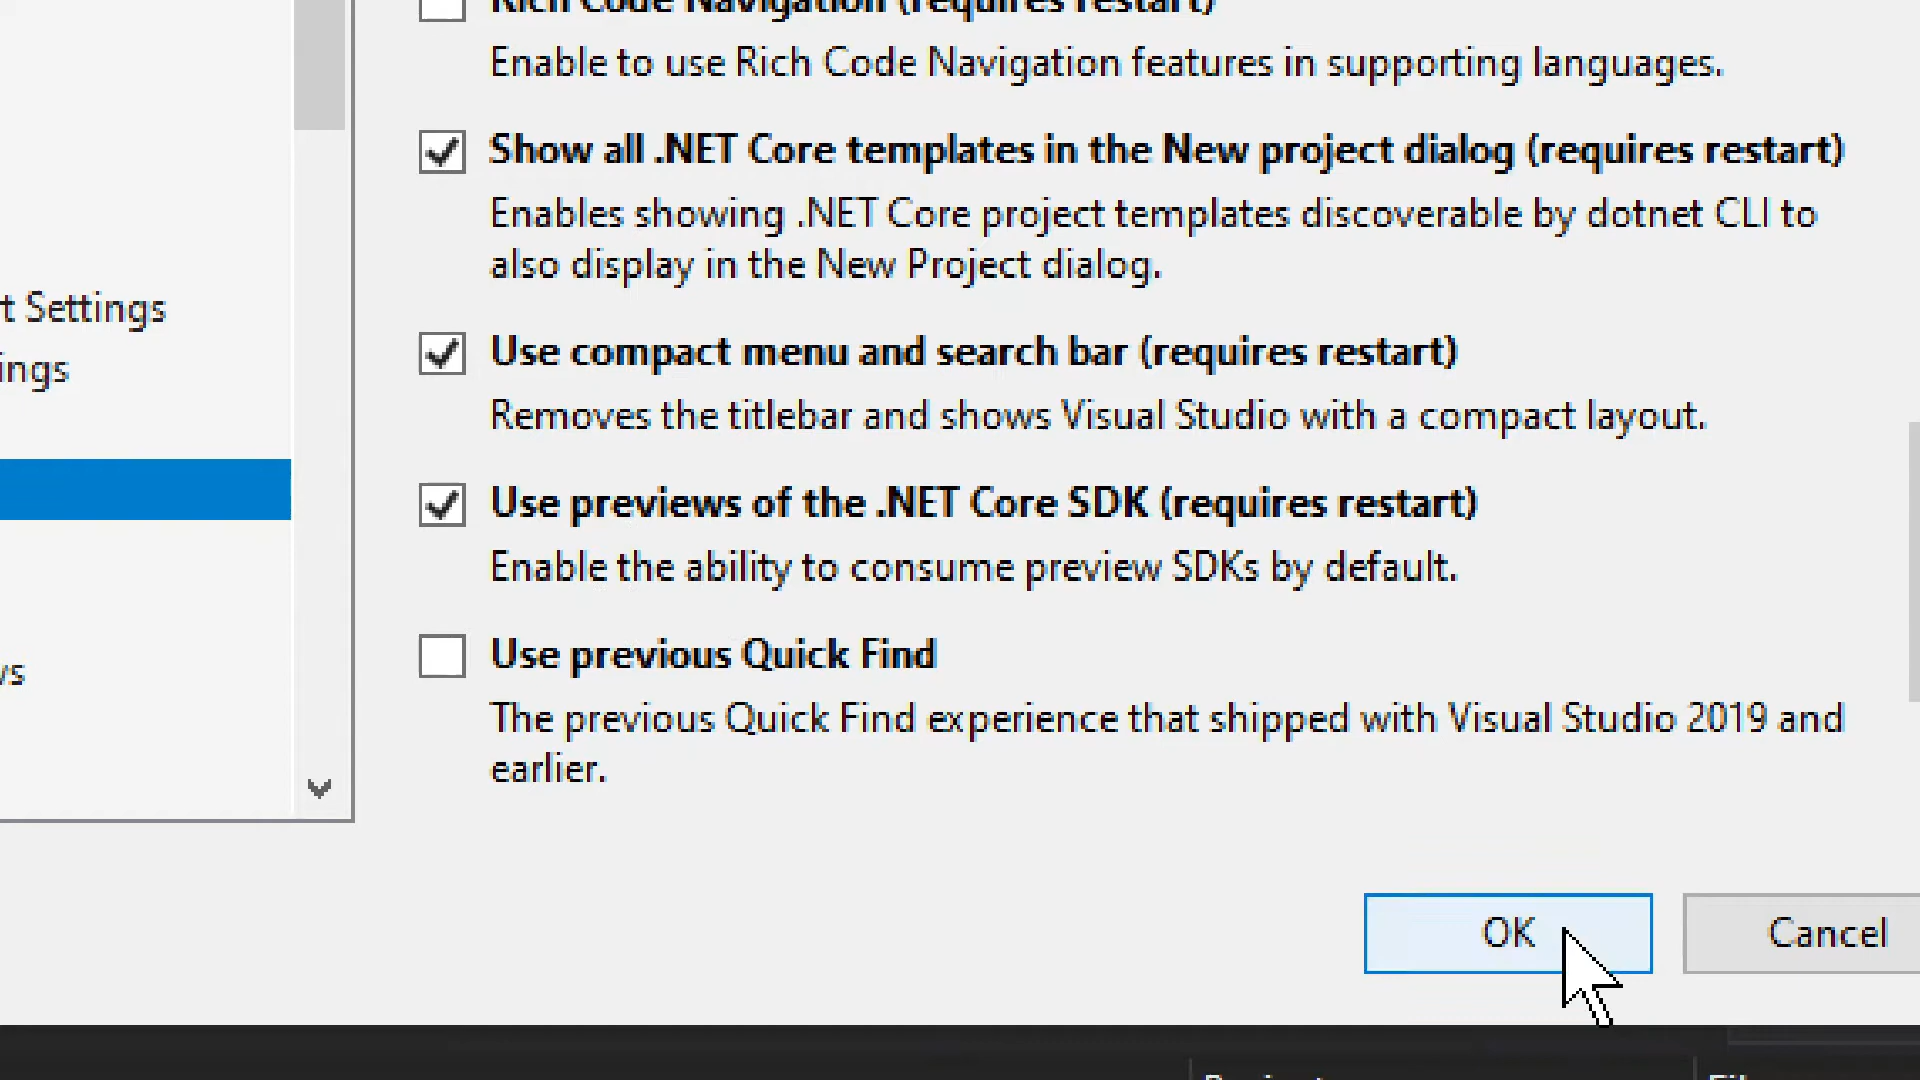 Rich Code Navigation (requires restart)
Enable to use Rich Code Navigation features in supporting languages.
Show all .NET Core templates in the New project dialog (requires restart)
Enables showing .NET Core project templates discoverable by dotnet CLI to
also display in the New Project dialog.
t Settings
Use compact menu and search bar (requires restart)
ings
Removes the titlebar and shows Visual Studio with a compact layout.
Use previews of the .NET Core SDK (requires restart)
Enable the ability to consume preview SDKs by default.
Use previous Quick Find
The previous Quick Find experience that shipped with Visual Studio 2019 and
earlier.
OK
Cancel